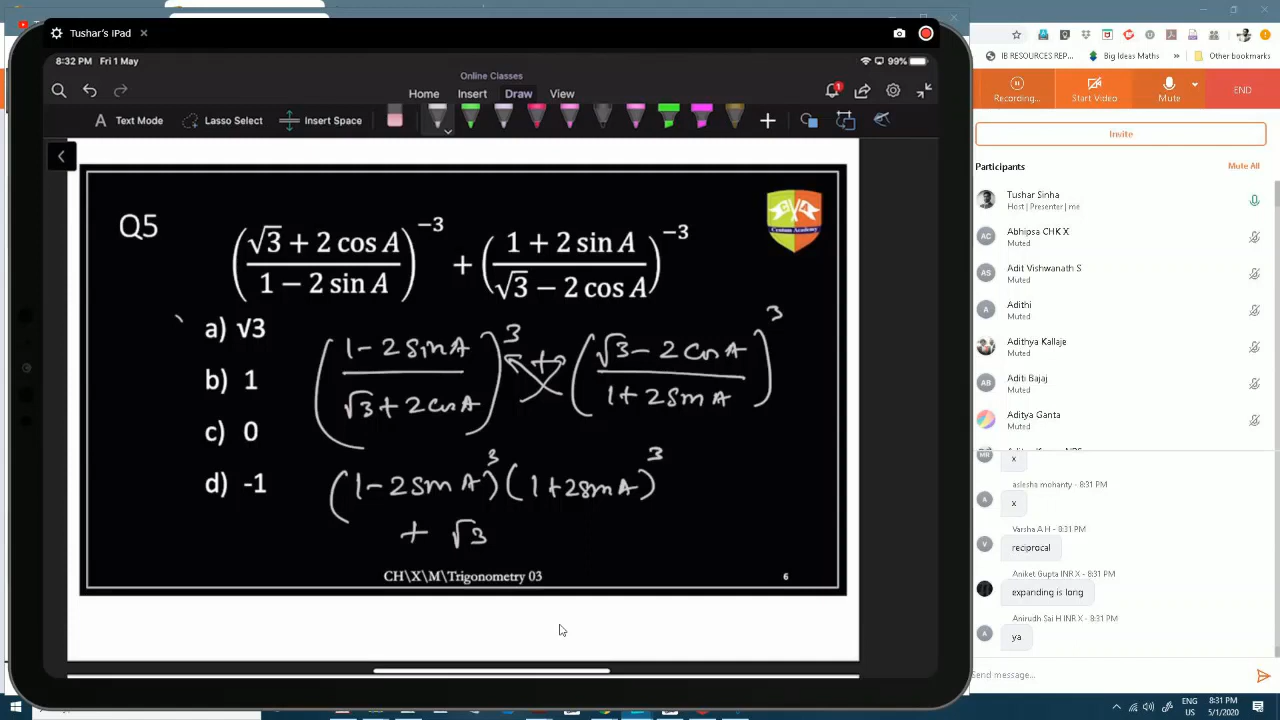 Tushar's iPad
8:32 PM Fri 1 May
99%
Online Classes
Home Insert Draw View
1
Text Mode Lasso Select Insert Space
Q5
(√3 + 2 cos A / 1 − 2 sin A)^−3 + (1 + 2 sin A / √3 − 2 cos A)^−3
a) √3
b) 1
c) 0
d) -1
(1 − 2 sin A / √3 + 2 cos A)^3 + (√3 − 2 cos A / 1 + 2 sin A)^3
(1 − 2 sin A)^3 (1 + 2 sin A)^3
+ √3
CH\X\M\Trigonometry 03
6
Centum Academy
IB RESOURCES REP... Big Ideas Maths » Other bookmarks
Recording... Start Video Mute END
Invite
Participants Mute All
Tushar Sinha
Host | Presenter | me
AC Abhipsa CHK X
Muted
AS Adit Vishwanath S
Muted
A Adithi
Muted
Adithya Kallaje
Muted
AB Aditi Bajaj
Muted
Aditya Ganta
Muted
MR x
aslesha mohanty - 8:31 PM
A x
Varsha A H - 8:31 PM
V reciprocal
Aniket Gupta INR X - 8:31 PM
expanding is long
Anirudh Sai H INR X - 8:31 PM
A ya
Send message...
ENG
US
8:31 PM
5/1/2020